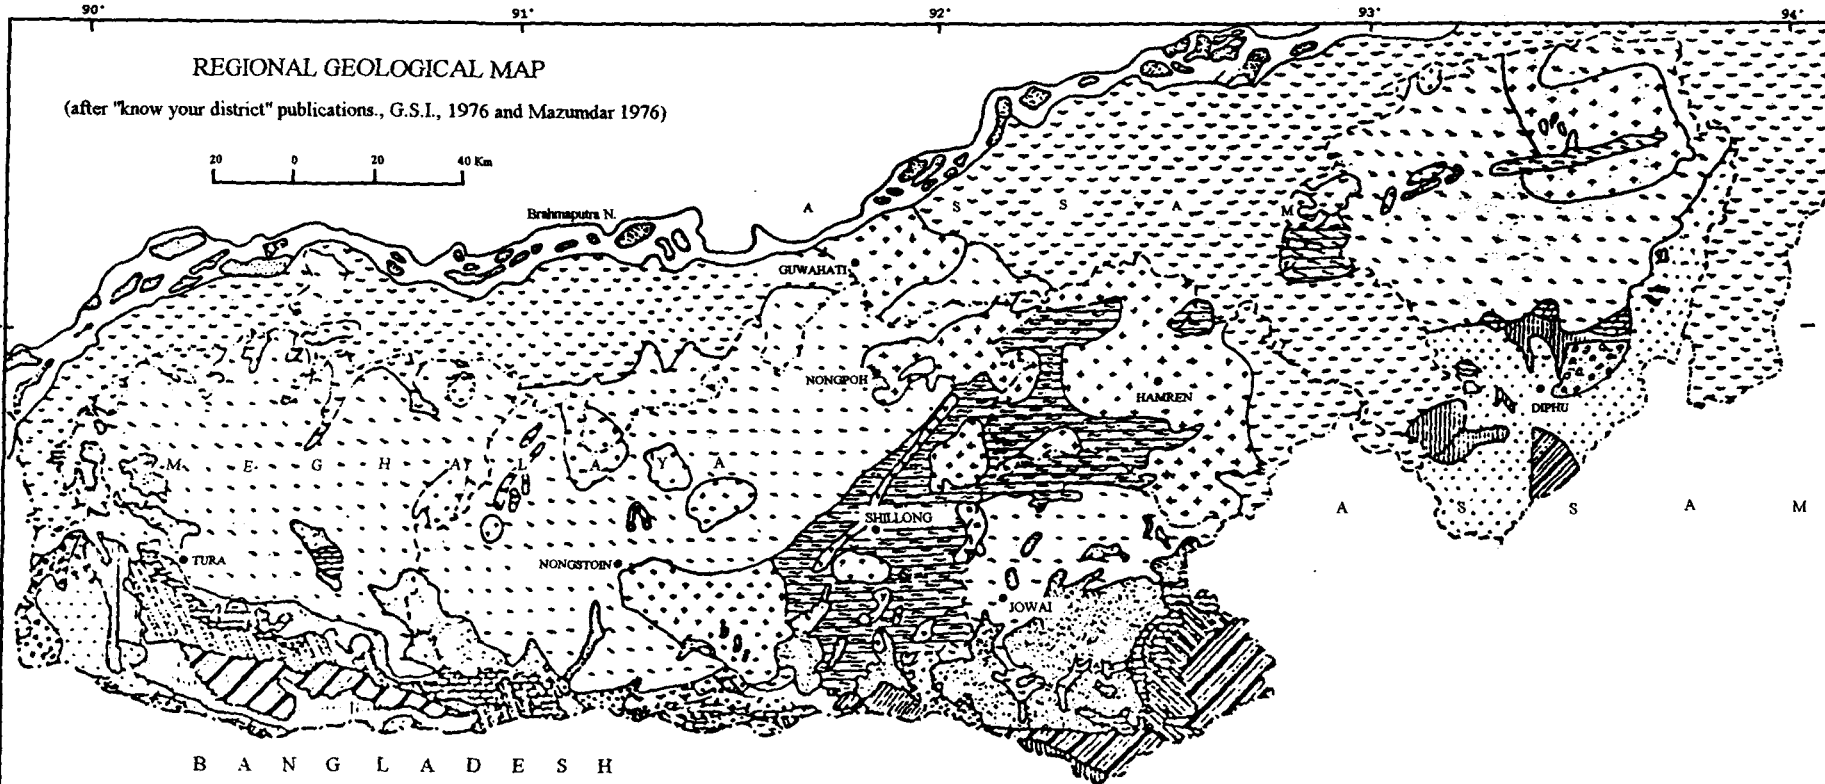 90° 91° 92° 93° 94°
REGIONAL GEOLOGICAL MAP
(after "know your district" publications., G.S.I., 1976 and Mazumdar 1976)
20 0 20 40 Km
Brahmaputra N.
A S S A M
GUWAHATI
NONGPOH
HAMREN
DIPHU
M E G H A L A Y A
SHILLONG
A S S A M
TURA
NONGSTOIN
JOWAI
B A N G L A D E S H